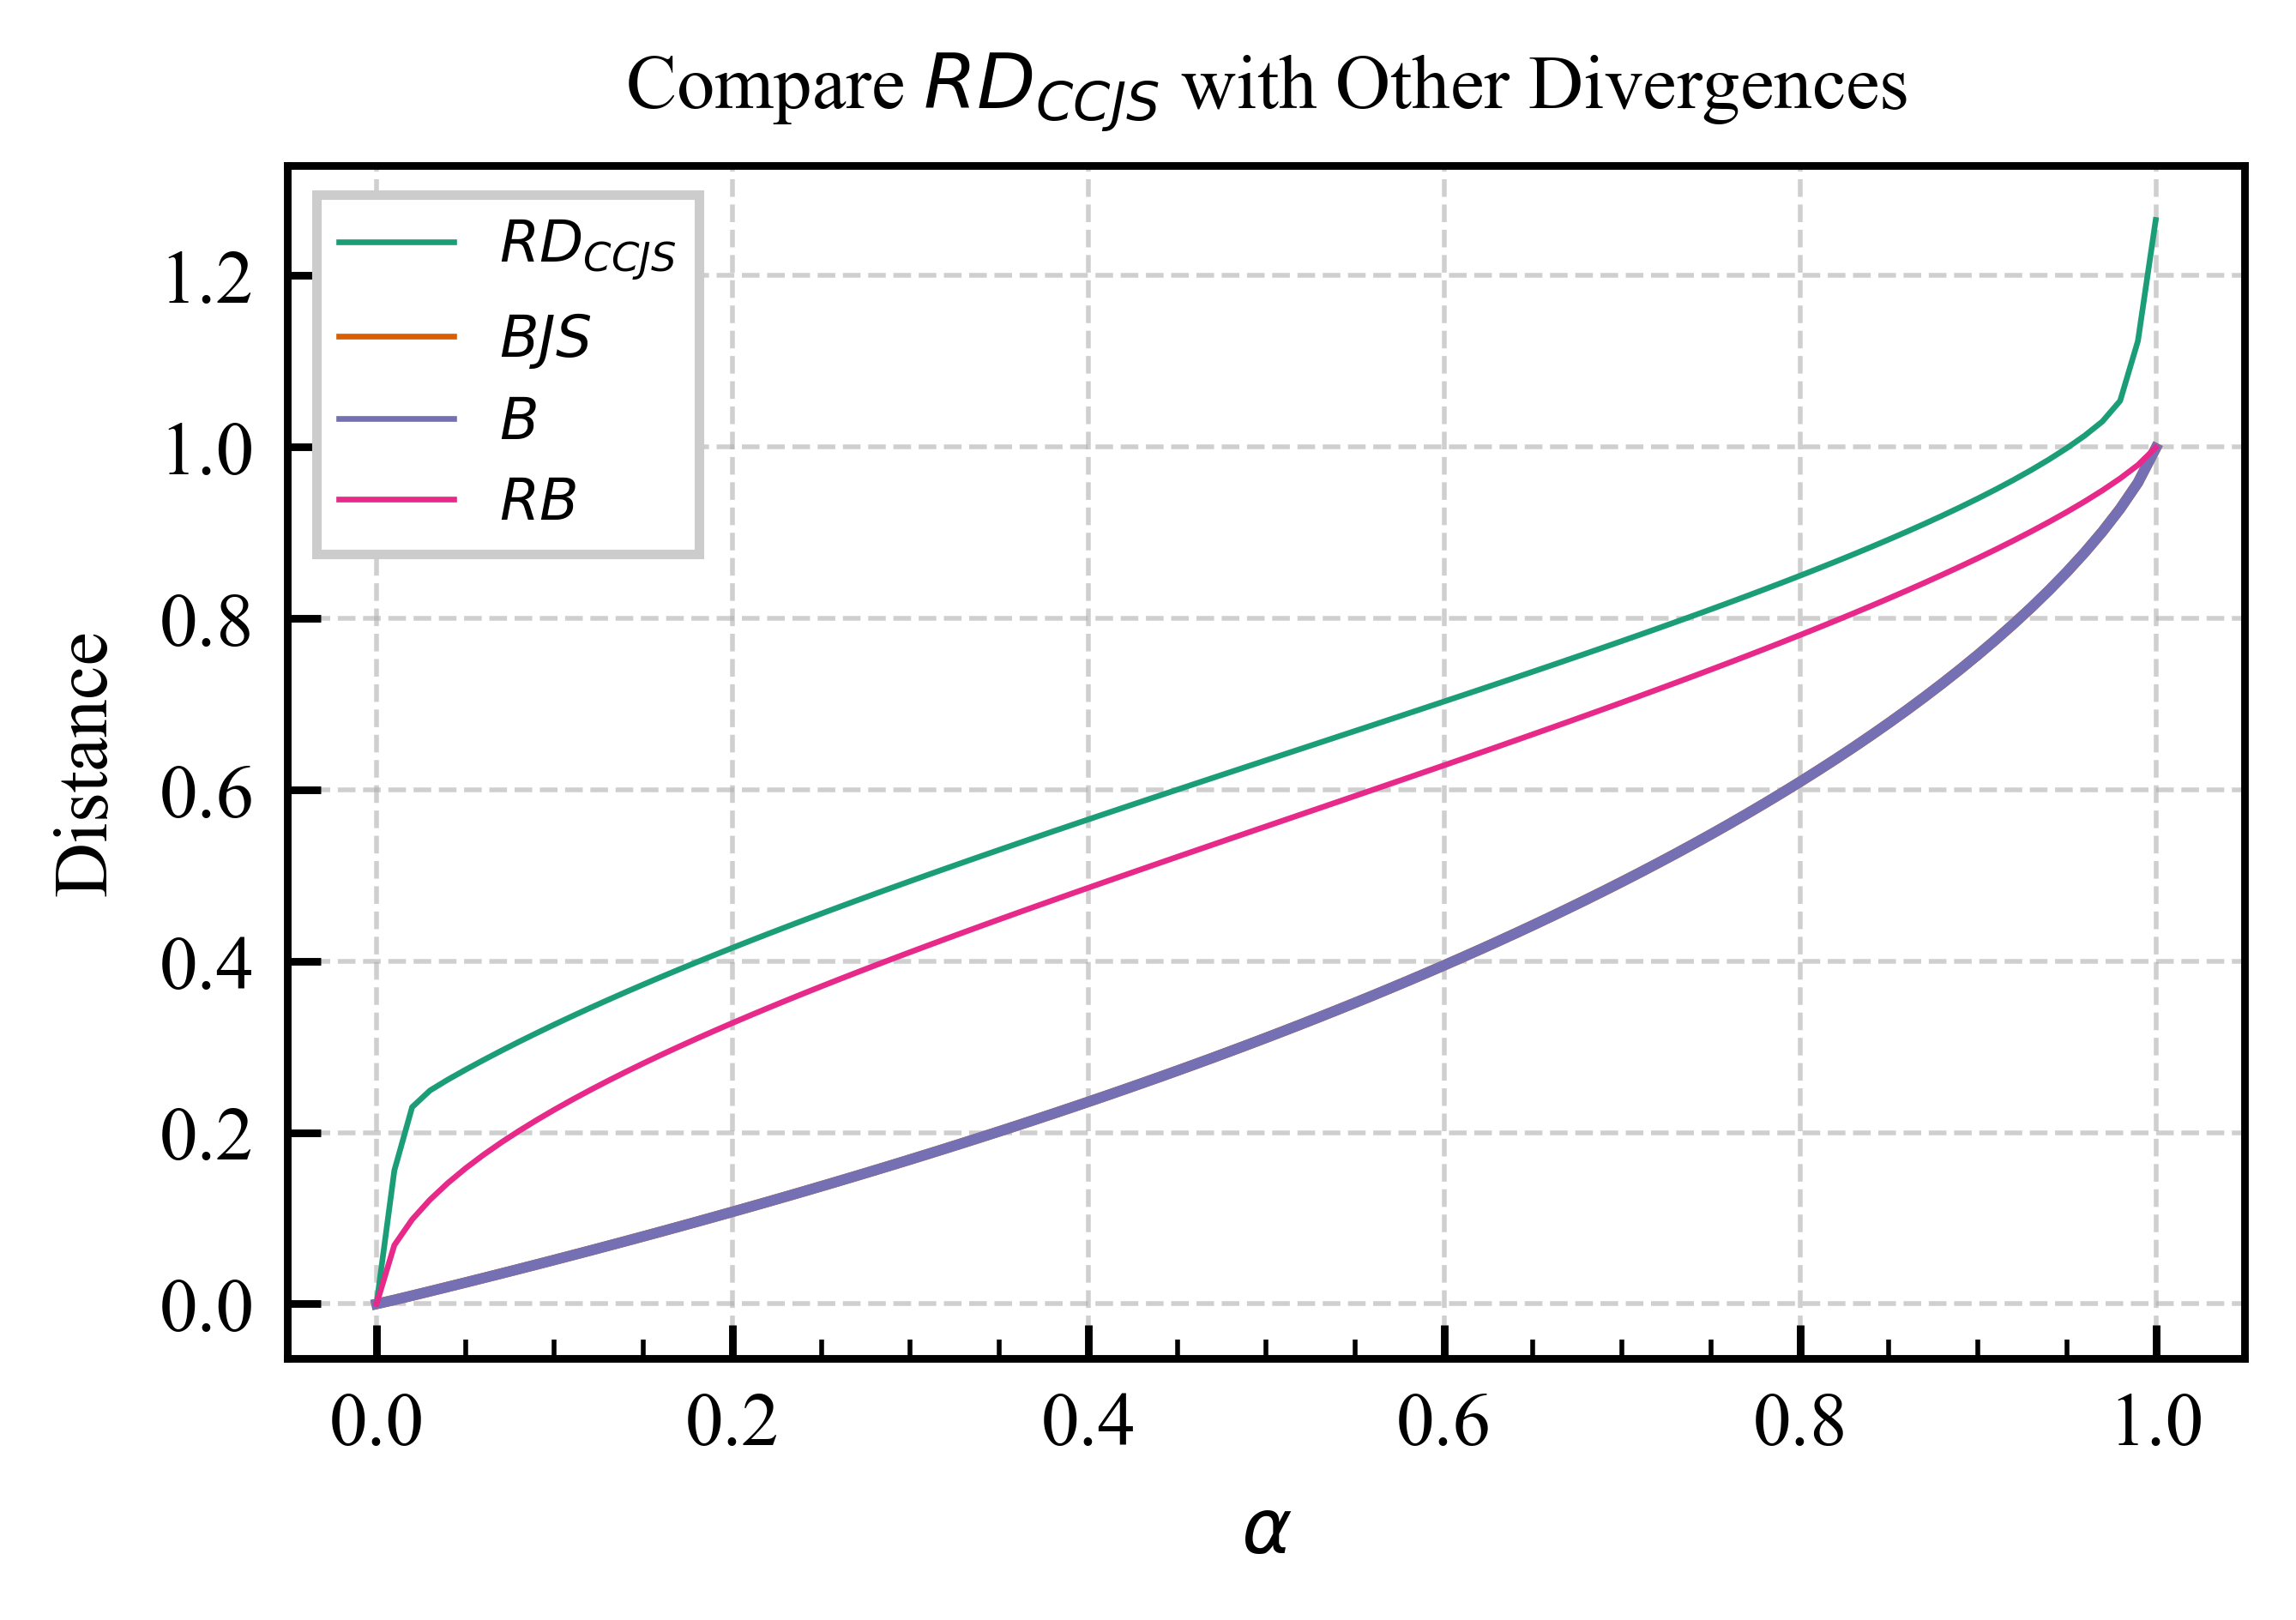 Compare RD_CCJS with Other Divergences
RD_CCJS
BJS
B
RB
Distance
1.2
1.0
0.8
0.6
0.4
0.2
0.0
0.0 0.2 0.4 0.6 0.8 1.0
α